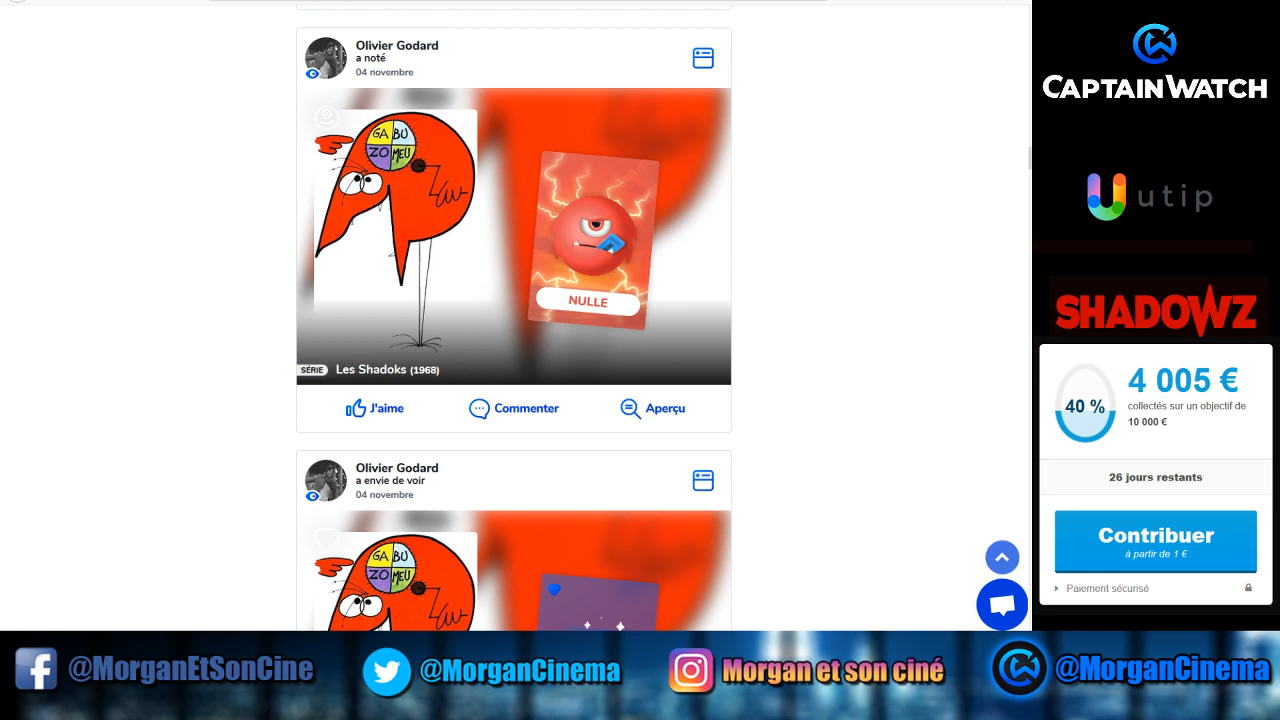 Olivier Godard
a noté
04 novembre
GA BU
ZO MEU
NULLE
SÉRIE Les Shadoks (1968)
J'aime Commenter Aperçu
Olivier Godard
a envie de voir
04 novembre
GA BU
ZO MEU
CAPTAINWATCH
utip
SHADOWZ
40 %
4 005 €
collectés sur un objectif de
10 000 €
26 jours restants
Contribuer
à partir de 1 €
Paiement sécurisé
@MorganEtSonCine @MorganCinema Morgan et son ciné @MorganCinema